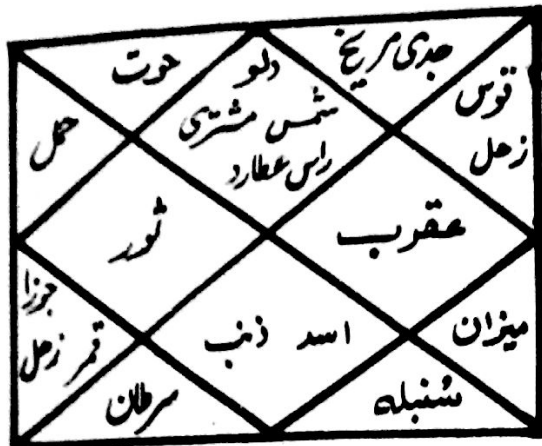 جدی مریخ
دلو
شمس مشتری
راس عطارد
حوت
قوس
زحل
حمل
ثور
عقرب
جوزا
قمر زحل
اسد ذنب
میزان
سرطان
سُنبلہ